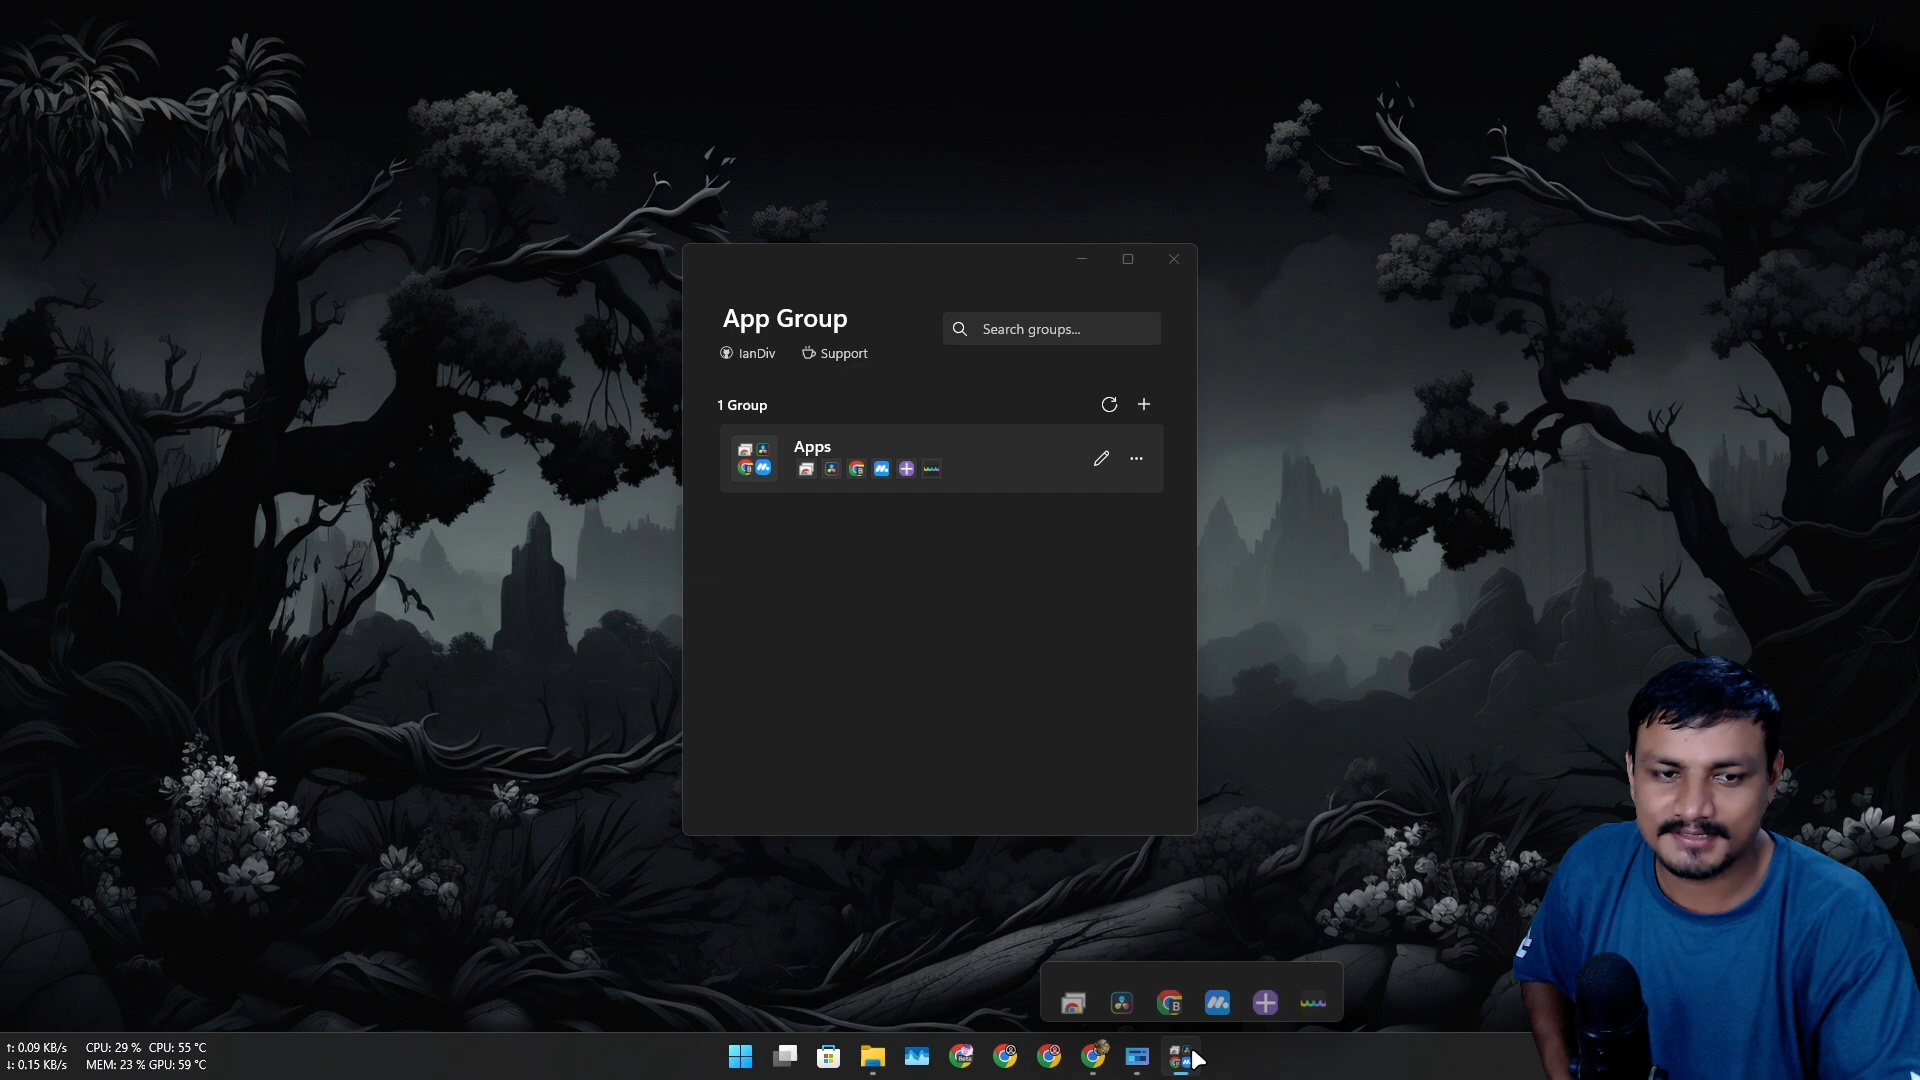 App Group
Search groups...
IanDiv Support
1 Group
Apps
↑: 0.09 KB/s CPU: 29 % CPU: 55 °C
↓: 0.15 KB/s MEM: 23 % GPU: 59 °C
Beta
B